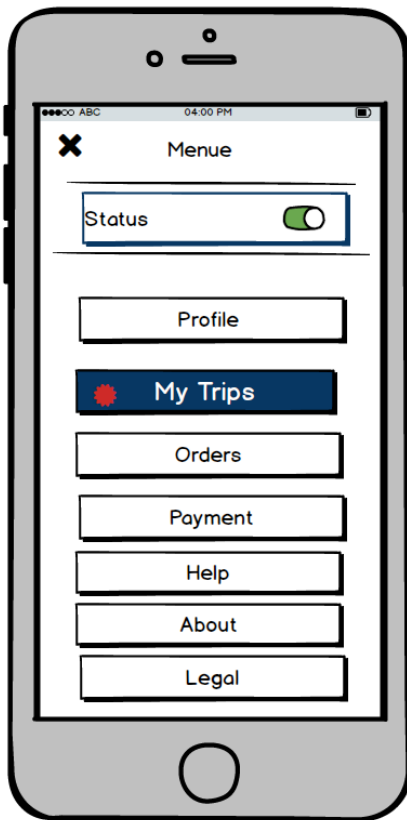 ABC 04:00 PM
Menue
Status
Profile
My Trips
Orders
Payment
Help
About
Legal